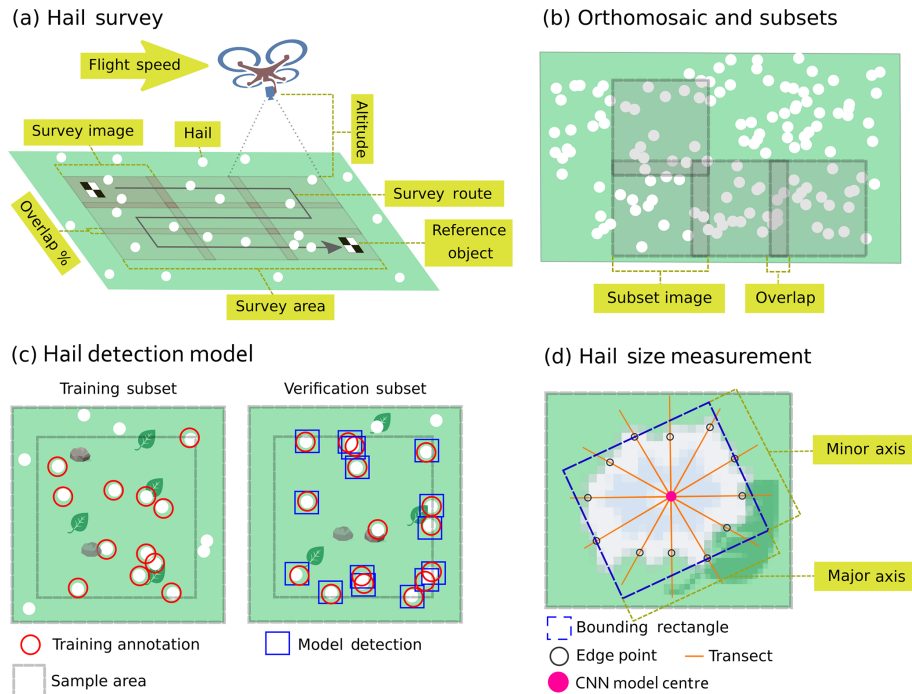 (a) Hail survey
Flight speed
Survey image
Hail
Altitude
Survey route
Overlap %
Reference
object
Survey area
(b) Orthomosaic and subsets
Subset image
Overlap
(c) Hail detection model
Training subset
Verification subset
Training annotation
Model detection
Sample area
(d) Hail size measurement
Minor axis
Major axis
Bounding rectangle
Edge point
Transect
CNN model centre